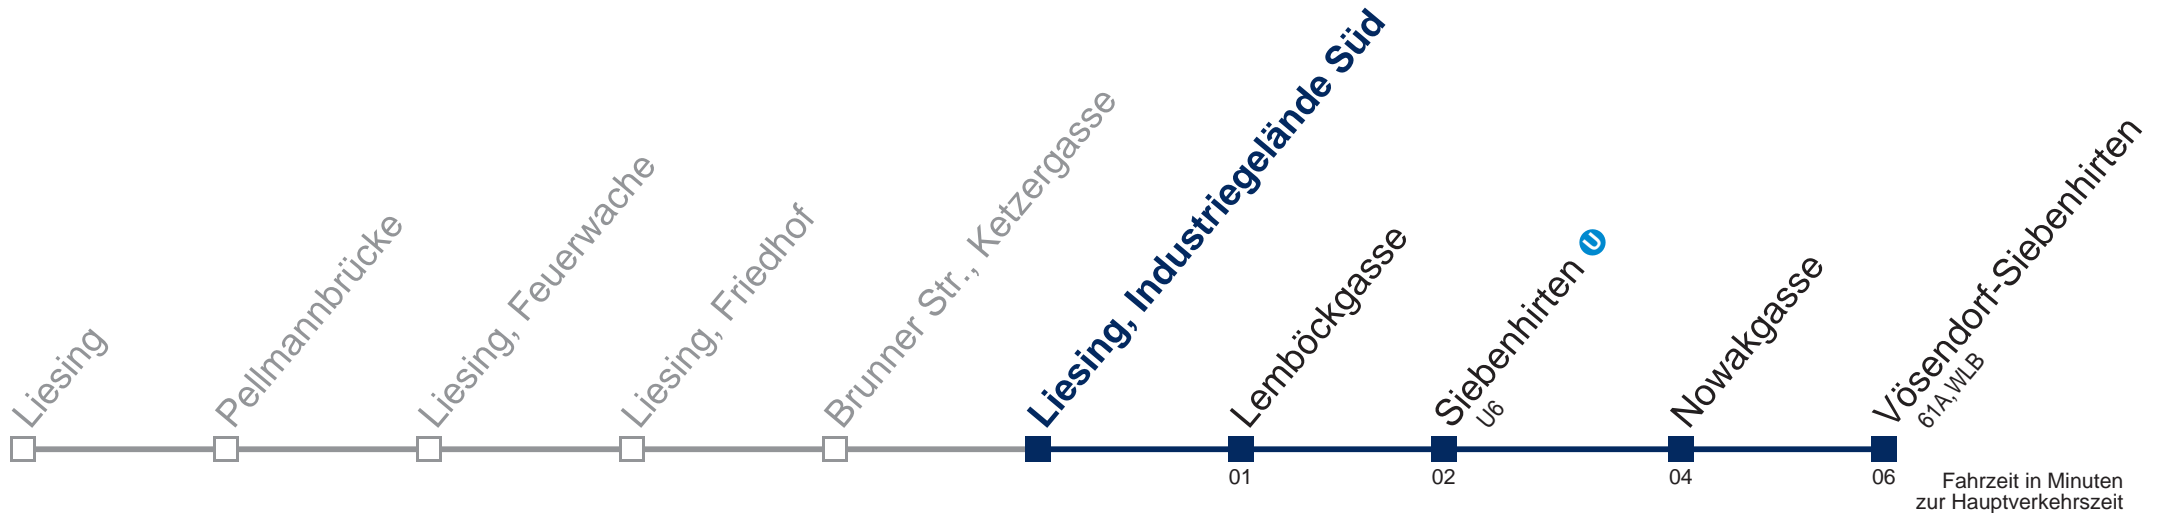 Liesing
Pellmannbrücke
Liesing, Feuerwache
Liesing, Friedhof
Brunner Str., Ketzergasse
Liesing, Industriegelände Süd
Lemböckgasse
Siebenhirten U
U6
Nowakgasse
Vösendorf-Siebenhirten
61A, WLB
01
02
04
06
Fahrzeit in Minuten
zur Hauptverkehrszeit